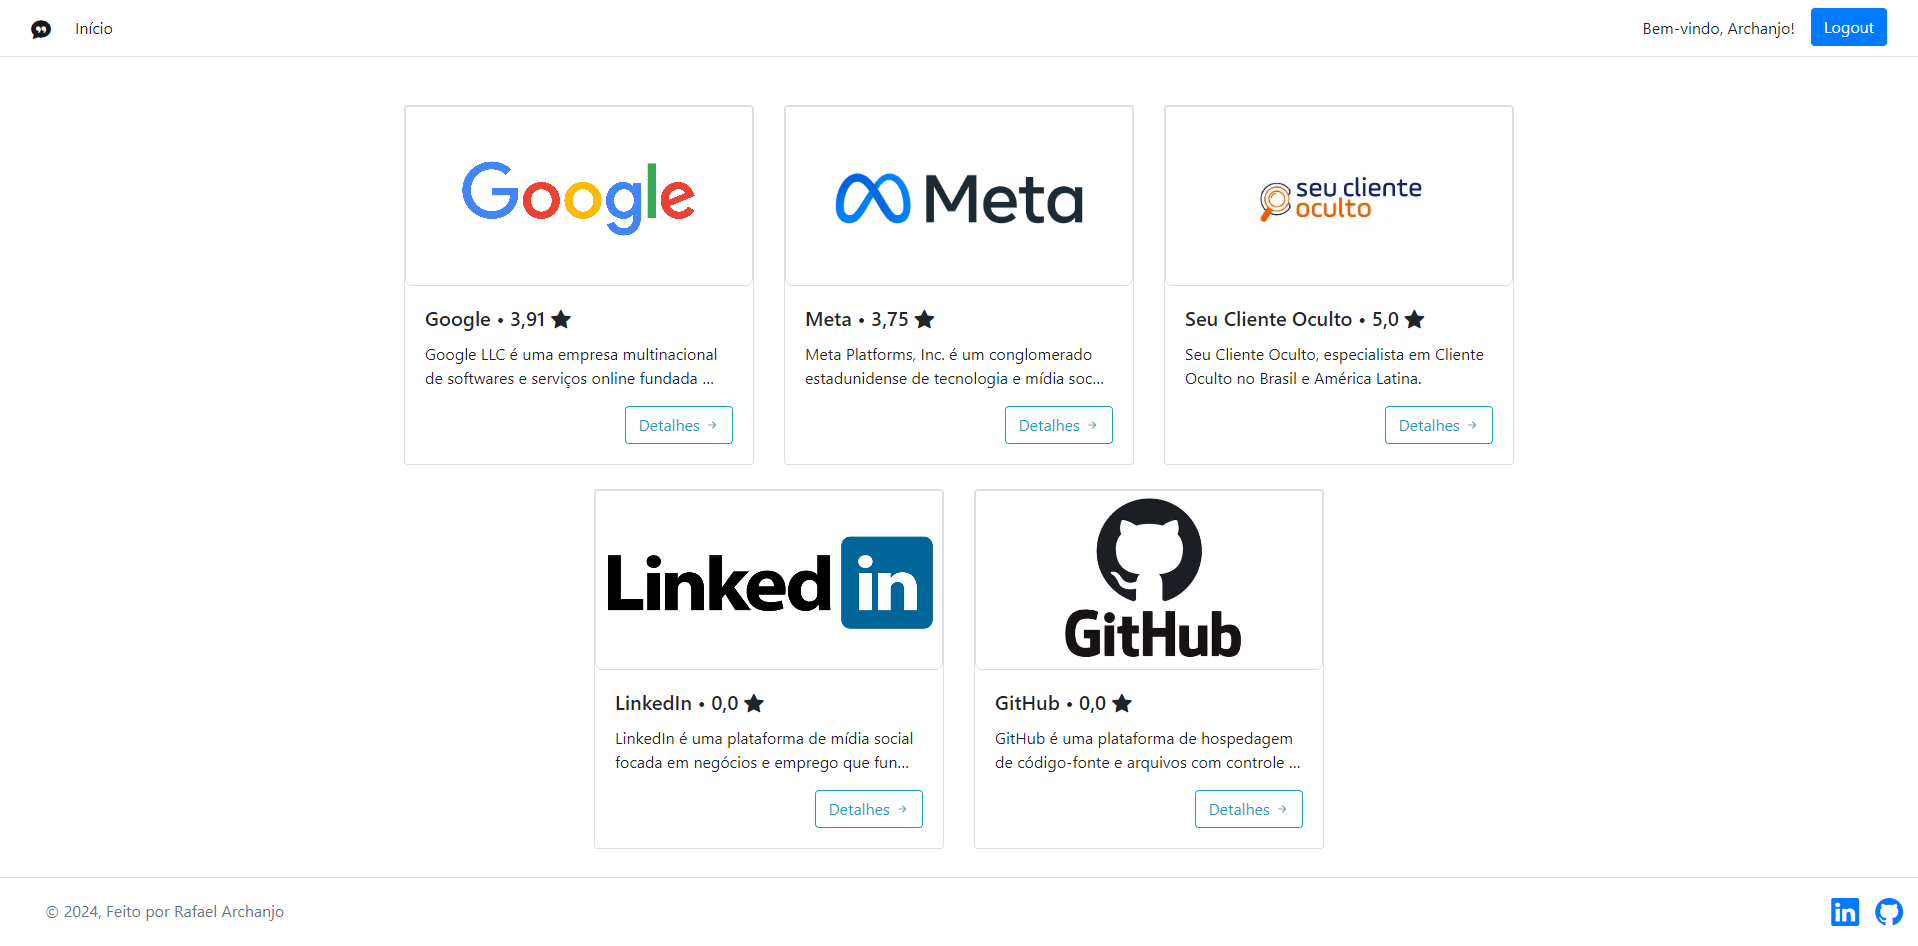 Início
Bem-vindo, Archanjo!
Logout
Google
Meta
seu cliente
oculto
Google • 3,91 ★
Google LLC é uma empresa multinacional
de softwares e serviços online fundada ...
Detalhes →
Meta • 3,75 ★
Meta Platforms, Inc. é um conglomerado
estadunidense de tecnologia e mídia soc...
Detalhes →
Seu Cliente Oculto • 5,0 ★
Seu Cliente Oculto, especialista em Cliente
Oculto no Brasil e América Latina.
Detalhes →
Linked in
GitHub
LinkedIn • 0,0 ★
LinkedIn é uma plataforma de mídia social
focada em negócios e emprego que fun...
Detalhes →
GitHub • 0,0 ★
GitHub é uma plataforma de hospedagem
de código-fonte e arquivos com controle ...
Detalhes →
© 2024, Feito por Rafael Archanjo
in